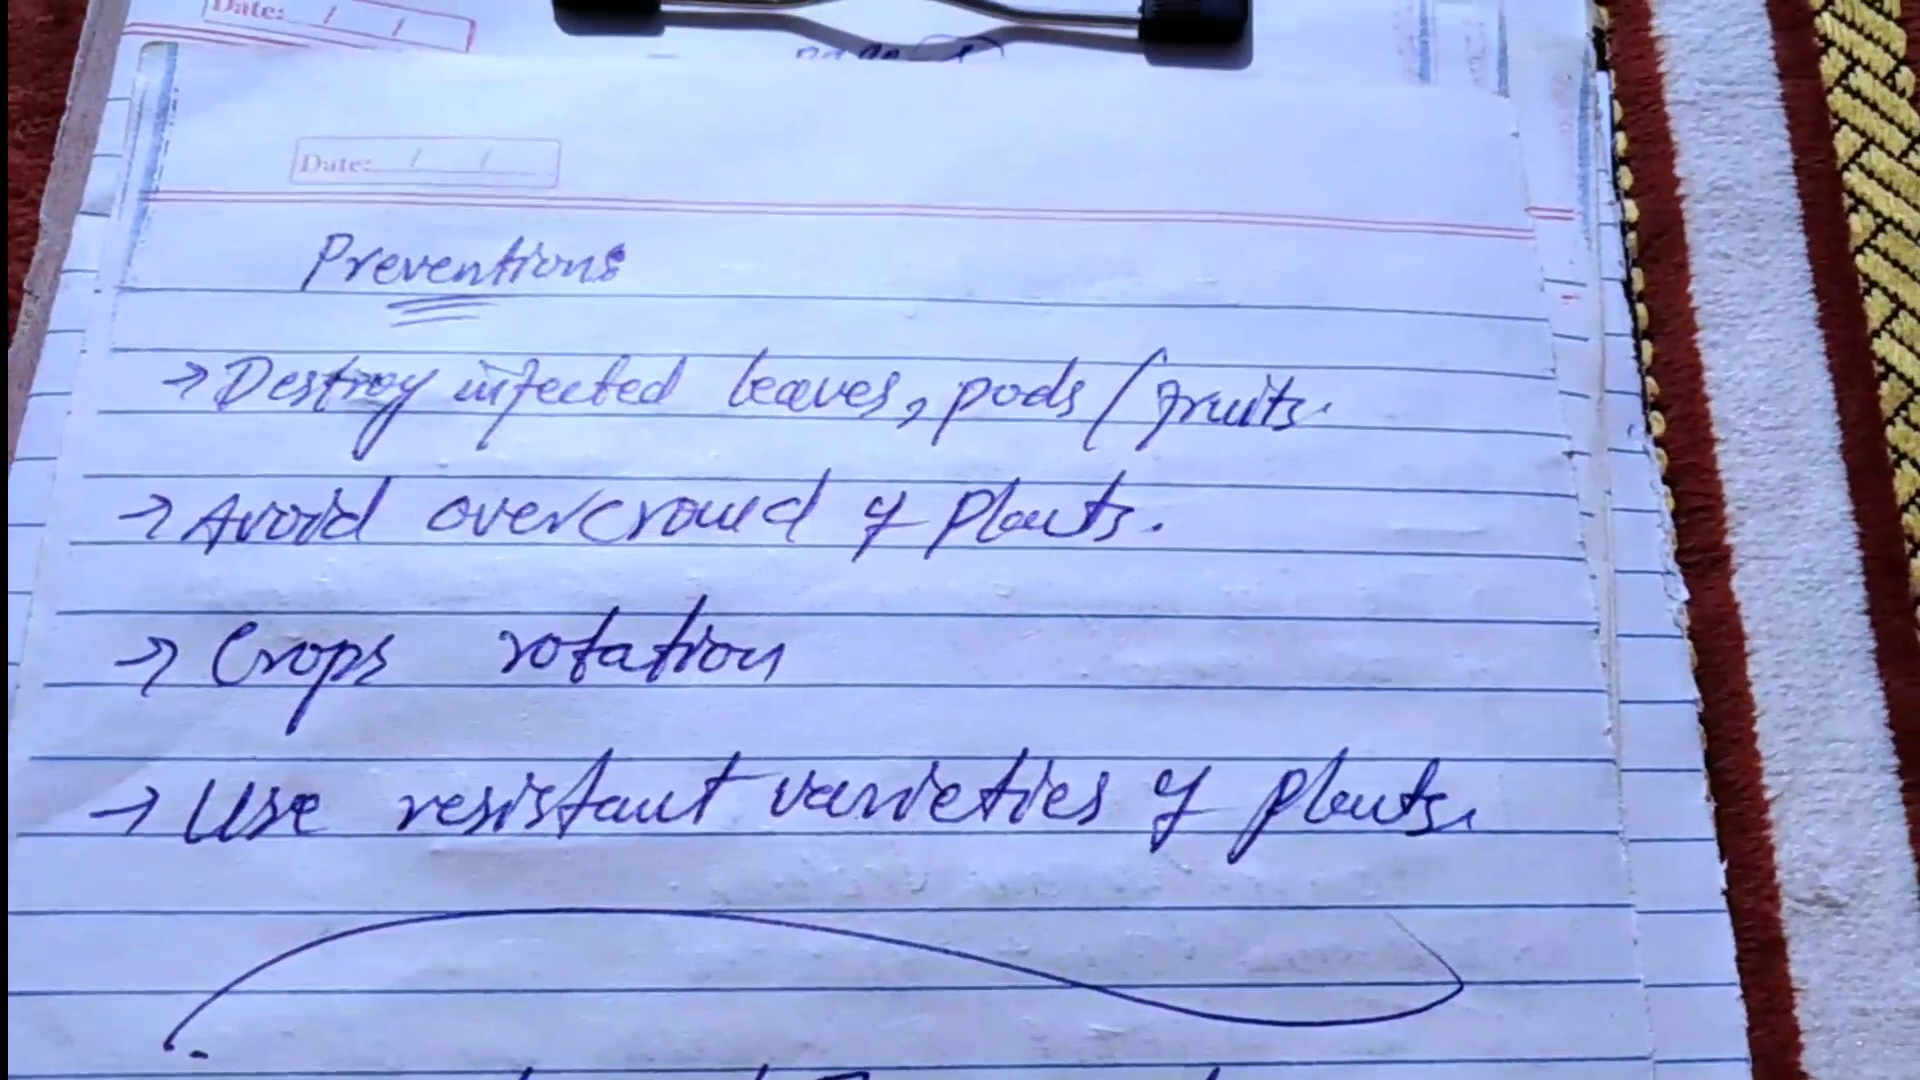 Date: / /
Date: / /
Preventions
→ Destroy infected leaves, pods / fruits.
→ Avoid overcrowd of plants.
→ Crops rotation
→ Use resistant varieties of plants.